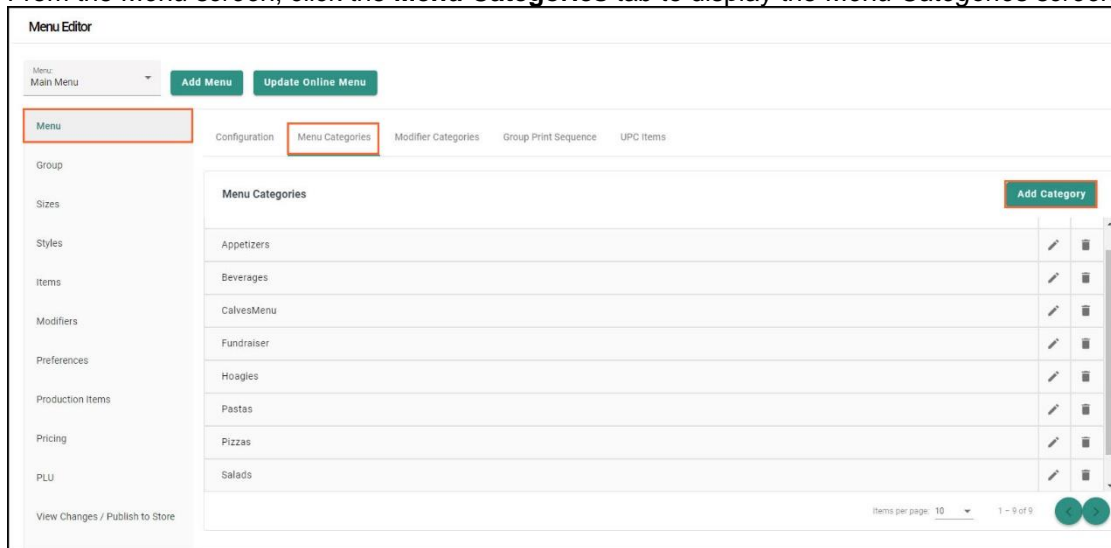 From the Menu screen, click the Menu Categories tab to display the Menu Categories screen
Menu Editor
Menu:
Main Menu
Add Menu Update Online Menu
Menu
Configuration Menu Categories Modifier Categories Group Print Sequence UPC Items
Group
Menu Categories Add Category
Sizes
Styles
Appetizers
Items
Beverages
CalvesMenu
Modifiers
Fundraiser
Preferences
Hoagies
Production Items
Pastas
Pricing
Pizzas
PLU
Salads
View Changes / Publish to Store
Items per page: 10 1 – 9 of 9